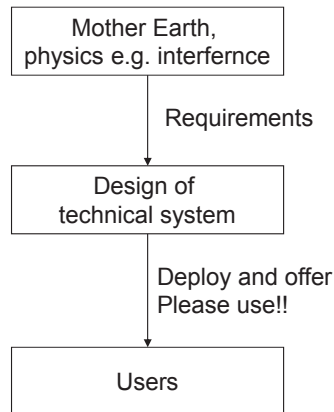 Mother Earth,
physics e.g. interfernce
Requirements
Design of
technical system
Deploy and offer
Please use!!
Users